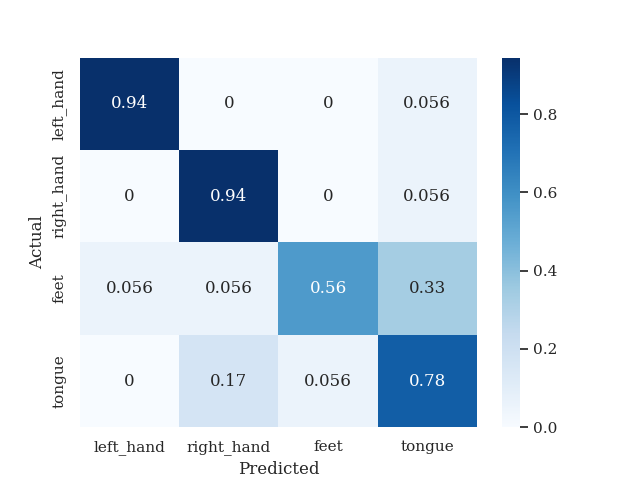 left_hand 0.94 0 0 0.056
right_hand 0 0.94 0 0.056
feet 0.056 0.056 0.56 0.33
tongue 0 0.17 0.056 0.78
left_hand right_hand feet tongue
Predicted
Actual
0.8
0.6
0.4
0.2
0.0